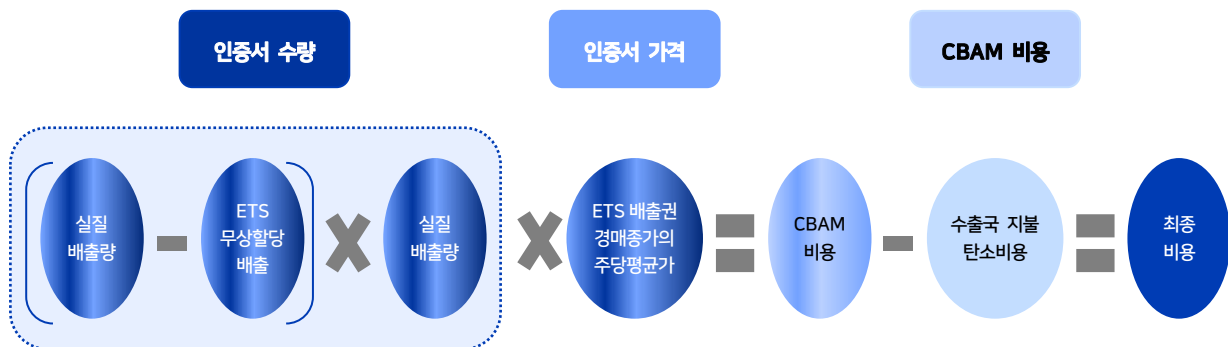 인증서 수량
인증서 가격
CBAM 비용
실질
배출량
ETS
무상할당
배출
실질
배출량
ETS 배출권
경매종가의
주당평균가
CBAM
비용
수출국 지불
탄소비용
최종
비용